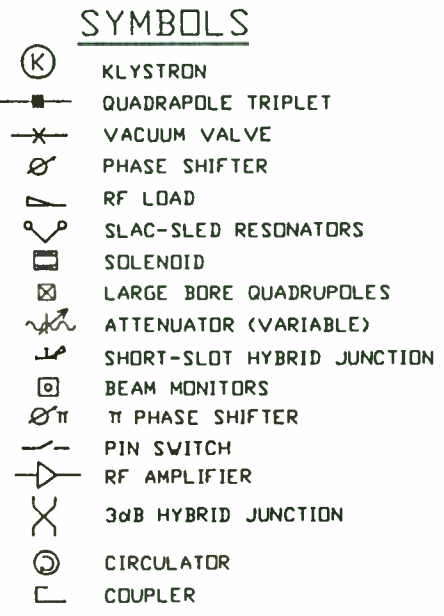 SYMBOLS
K KLYSTRON
QUADRAPOLE TRIPLET
VACUUM VALVE
PHASE SHIFTER
RF LOAD
SLAC-SLED RESONATORS
SOLENOID
LARGE BORE QUADRUPOLES
ATTENUATOR (VARIABLE)
SHORT-SLOT HYBRID JUNCTION
BEAM MONITORS
π π PHASE SHIFTER
PIN SWITCH
RF AMPLIFIER
3dB HYBRID JUNCTION
CIRCULATOR
COUPLER